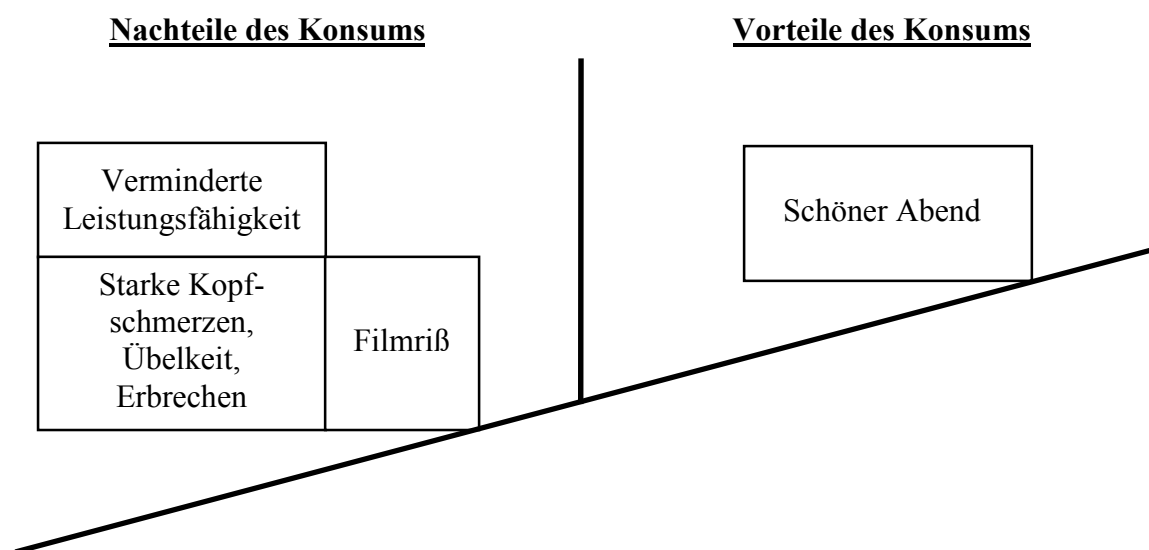 Nachteile des Konsums
Vorteile des Konsums
Verminderte
Leistungsfähigkeit
Starke Kopf-
schmerzen,
Übelkeit,
Erbrechen
Filmriß
Schöner Abend